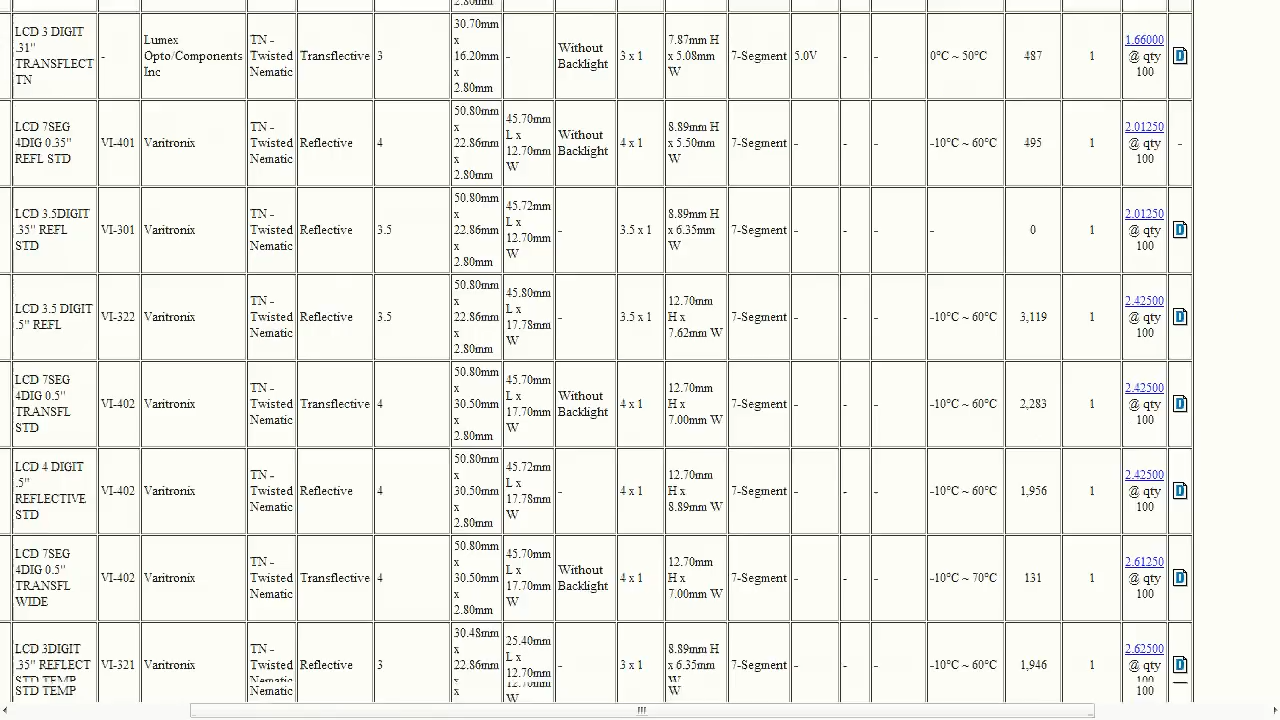 2.80mm
LCD 3 DIGIT .31" TRANSFLECT TN - Lumex Opto/Components Inc TN - Twisted Nematic Transflective 3 30.70mm x 16.20mm x 2.80mm - Without Backlight 3 x 1 7.87mm H x 5.08mm W 7-Segment 5.0V - - 0°C ~ 50°C 487 1 1.66000 @ qty 100 D
LCD 7SEG 4DIG 0.35" REFL STD VI-401 Varitronix TN - Twisted Nematic Reflective 4 50.80mm x 22.86mm x 2.80mm 45.70mm L x 12.70mm W Without Backlight 4 x 1 8.89mm H x 5.50mm W 7-Segment - - - -10°C ~ 60°C 495 1 2.01250 @ qty 100 -
LCD 3.5DIGIT .35" REFL STD VI-301 Varitronix TN - Twisted Nematic Reflective 3.5 50.80mm x 22.86mm x 2.80mm 45.72mm L x 12.70mm W - 3.5 x 1 8.89mm H x 6.35mm W 7-Segment - - - - 0 1 2.01250 @ qty 100 D
LCD 3.5 DIGIT .5" REFL VI-322 Varitronix TN - Twisted Nematic Reflective 3.5 50.80mm x 22.86mm x 2.80mm 45.80mm L x 17.78mm W - 3.5 x 1 12.70mm H x 7.62mm W 7-Segment - - - -10°C ~ 60°C 3,119 1 2.42500 @ qty 100 D
LCD 7SEG 4DIG 0.5" TRANSFL STD VI-402 Varitronix TN - Twisted Nematic Transflective 4 50.80mm x 30.50mm x 2.80mm 45.70mm L x 17.70mm W Without Backlight 4 x 1 12.70mm H x 7.00mm W 7-Segment - - - -10°C ~ 60°C 2,283 1 2.42500 @ qty 100 D
LCD 4 DIGIT .5" REFLECTIVE STD VI-402 Varitronix TN - Twisted Nematic Reflective 4 50.80mm x 30.50mm x 2.80mm 45.72mm L x 17.78mm W - 4 x 1 12.70mm H x 8.89mm W 7-Segment - - - -10°C ~ 60°C 1,956 1 2.42500 @ qty 100 D
LCD 7SEG 4DIG 0.5" TRANSFL WIDE VI-402 Varitronix TN - Twisted Nematic Transflective 4 50.80mm x 30.50mm x 2.80mm 45.70mm L x 17.70mm W Without Backlight 4 x 1 12.70mm H x 7.00mm W 7-Segment - - - -10°C ~ 70°C 131 1 2.61250 @ qty 100 D
LCD 3DIGIT .35" REFLECT STD TEMP VI-321 Varitronix TN - Twisted Nematic Reflective 3 30.48mm x 22.86mm x 25.40mm L x 12.70mm W - 3 x 1 8.89mm H x 6.35mm W 7-Segment - - - -10°C ~ 60°C 1,946 1 2.62500 @ qty 100 D